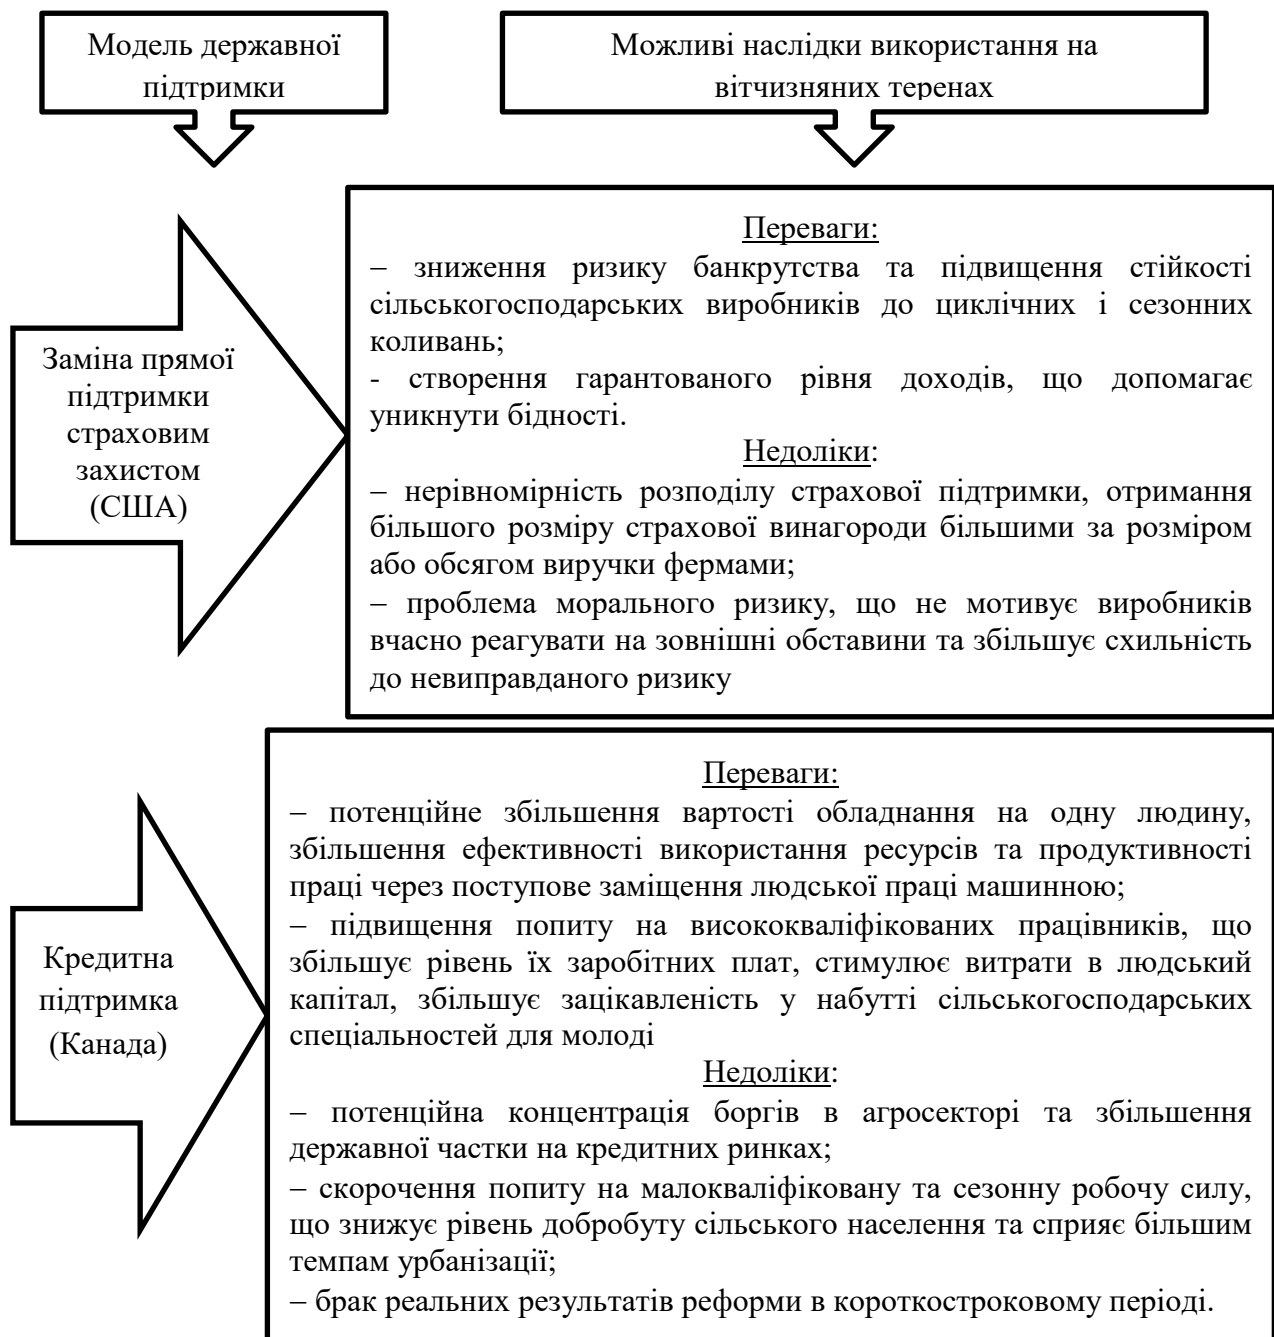 Модель державної
підтримки
Можливі наслідки використання на
вітчизняних теренах
Заміна прямої
підтримки
страховим
захистом
(США)
Переваги:
– зниження ризику банкрутства та підвищення стійкості
сільськогосподарських виробників до циклічних і сезонних
коливань;
- створення гарантованого рівня доходів, що допомагає
уникнути бідності.
Недоліки:
– нерівномірність розподілу страхової підтримки, отримання
більшого розміру страхової винагороди більшими за розміром
або обсягом виручки фермами;
– проблема морального ризику, що не мотивує виробників
вчасно реагувати на зовнішні обставини та збільшує схильність
до невиправданого ризику
Кредитна
підтримка
(Канада)
Переваги:
– потенційне збільшення вартості обладнання на одну людину,
збільшення ефективності використання ресурсів та продуктивності
праці через поступове заміщення людської праці машинною;
– підвищення попиту на висококваліфікованих працівників, що
збільшує рівень їх заробітних плат, стимулює витрати в людський
капітал, збільшує зацікавленість у набутті сільськогосподарських
спеціальностей для молоді
Недоліки:
– потенційна концентрація боргів в агросекторі та збільшення
державної частки на кредитних ринках;
– скорочення попиту на малокваліфіковану та сезонну робочу силу,
що знижує рівень добробуту сільського населення та сприяє більшим
темпам урбанізації;
– брак реальних результатів реформи в короткостроковому періоді.